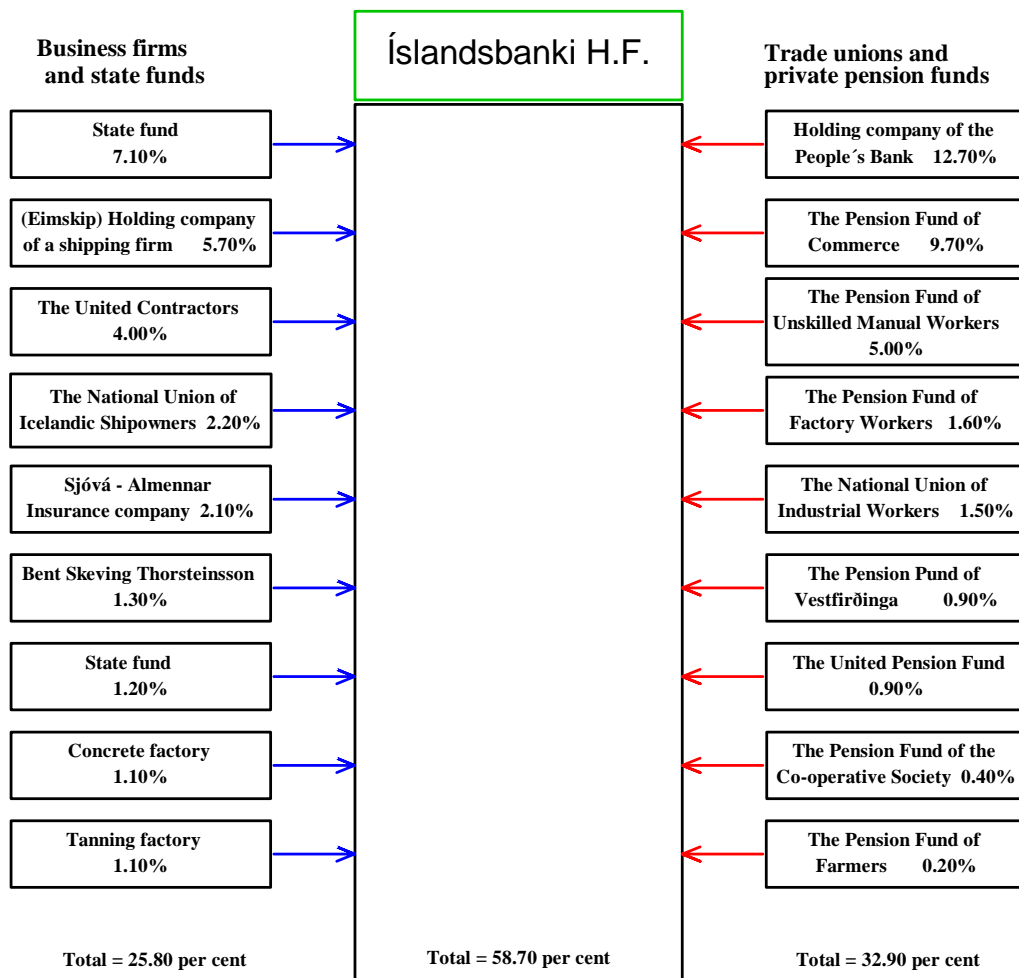 Business firms
and state funds
Íslandsbanki H.F.
Trade unions and
private pension funds
State fund
7.10%
(Eimskip) Holding company
of a shipping firm 5.70%
The United Contractors
4.00%
The National Union of
Icelandic Shipowners 2.20%
Sjóvá - Almennar
Insurance company 2.10%
Bent Skeving Thorsteinsson
1.30%
State fund
1.20%
Concrete factory
1.10%
Tanning factory
1.10%
Total = 25.80 per cent
Total = 58.70 per cent
Holding company of the
People´s Bank 12.70%
The Pension Fund of
Commerce 9.70%
The Pension Fund of
Unskilled Manual Workers
5.00%
The Pension Fund of
Factory Workers 1.60%
The National Union of
Industrial Workers 1.50%
The Pension Pund of
Vestfirðinga 0.90%
The United Pension Fund
0.90%
The Pension Fund of the
Co-operative Society 0.40%
The Pension Fund of
Farmers 0.20%
Total = 32.90 per cent